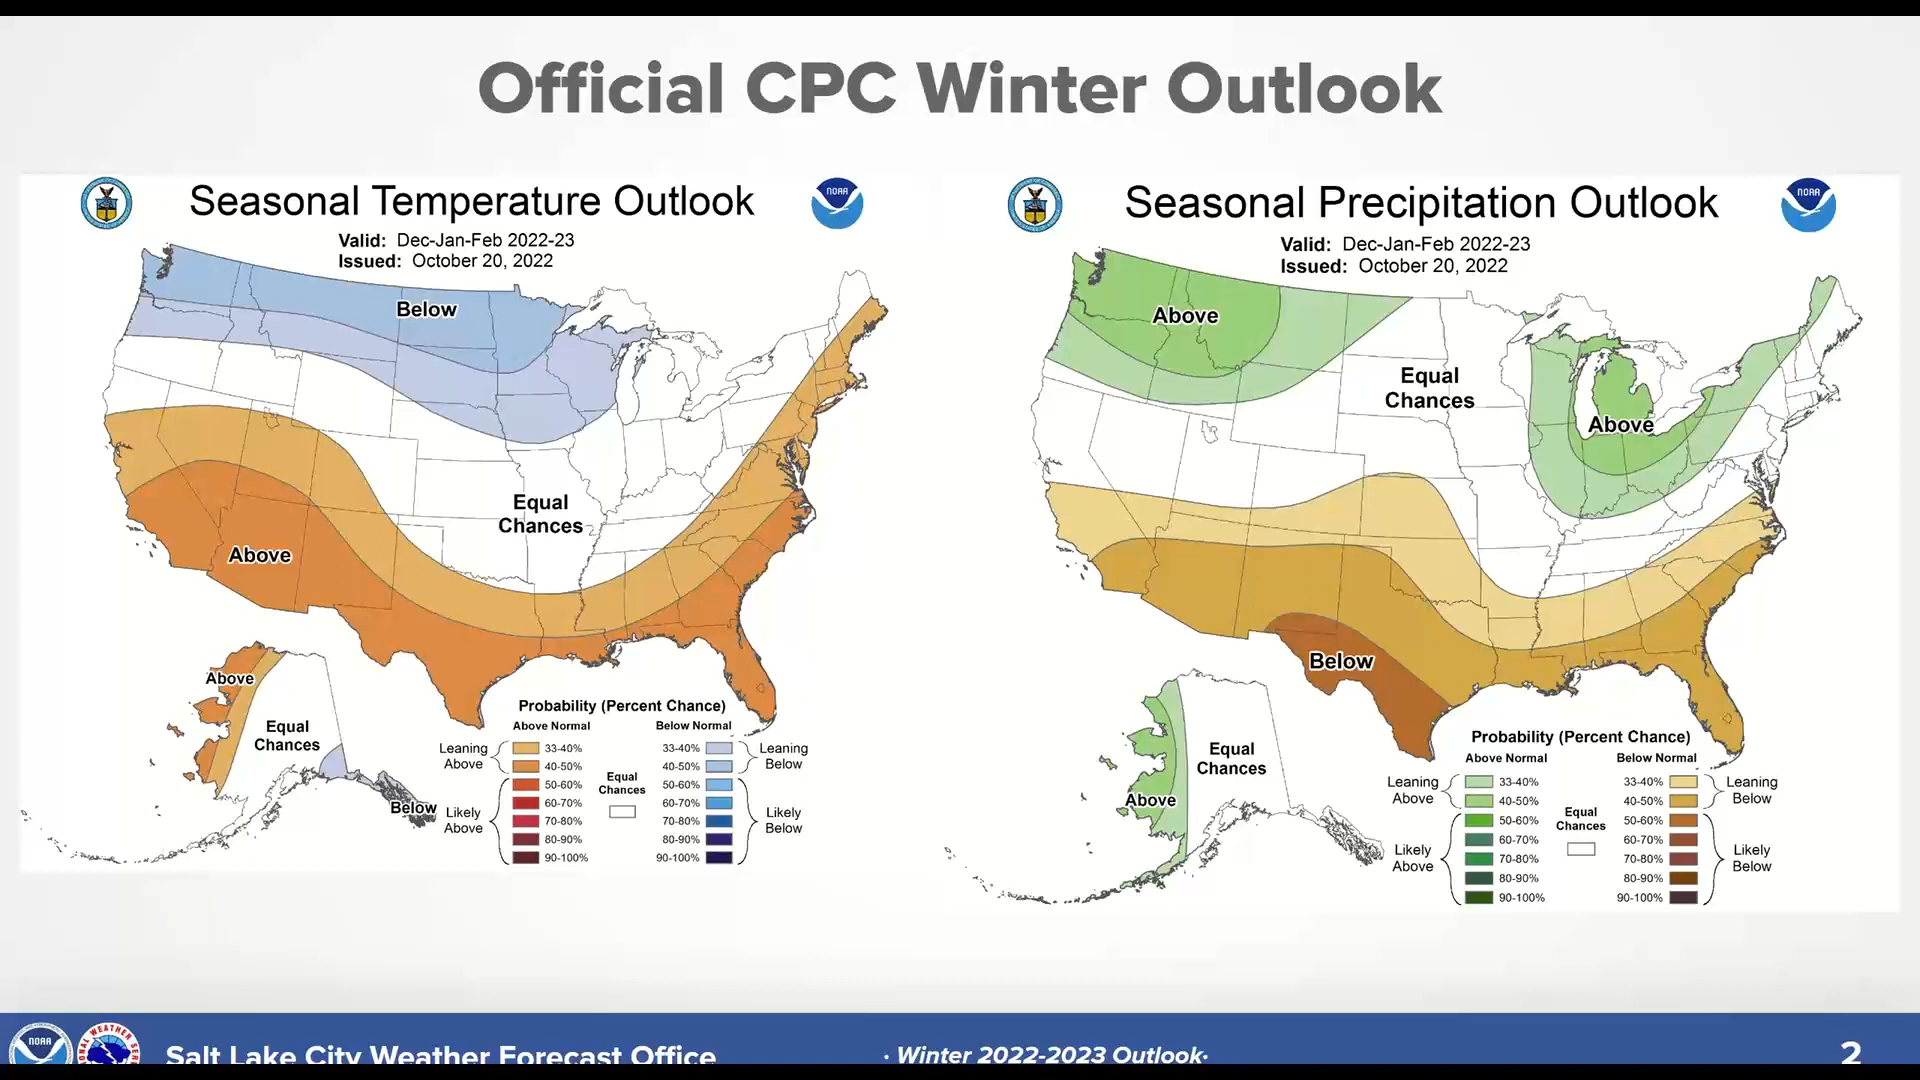 Official CPC Winter Outlook
NOAA
Seasonal Temperature Outlook
Valid: Dec-Jan-Feb 2022-23
Issued: October 20, 2022
Below
Equal
Chances
Above
Above
Equal
Chances
Below
Probability (Percent Chance)
Above Normal
Below Normal
Leaning
Above
33-40%
40-50%
Likely
Above
50-60%
60-70%
70-80%
80-90%
90-100%
Equal
Chances
33-40%
40-50%
Leaning
Below
50-60%
60-70%
70-80%
80-90%
90-100%
Likely
Below
NOAA
Seasonal Precipitation Outlook
Valid: Dec-Jan-Feb 2022-23
Issued: October 20, 2022
Above
Equal
Chances
Above
Below
Equal
Chances
Above
Probability (Percent Chance)
Above Normal
Below Normal
Leaning
Above
33-40%
40-50%
Likely
Above
50-60%
60-70%
70-80%
80-90%
90-100%
Equal
Chances
33-40%
40-50%
Leaning
Below
50-60%
60-70%
70-80%
80-90%
90-100%
Likely
Below
NOAA
Salt Lake City Weather Forecast Office
· Winter 2022-2023 Outlook·
2